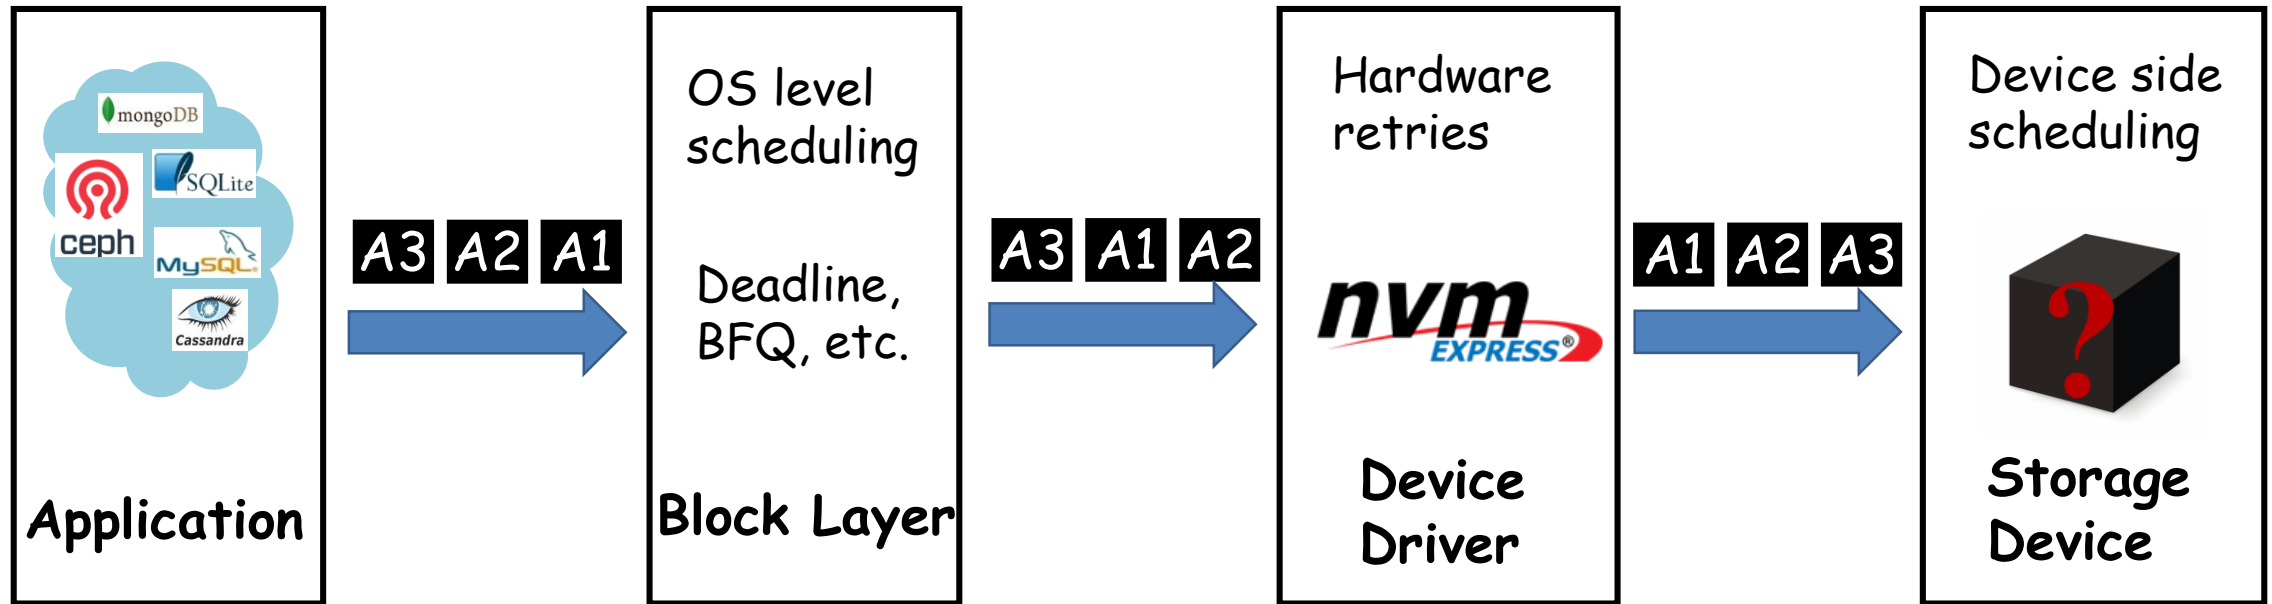 mongoDB
SQLite
ceph
MySQL®
Cassandra
Application
A3 A2 A1
OS level
scheduling
Deadline,
BFQ, etc.
Block Layer
A3 A1 A2
Hardware
retries
nvm
EXPRESS®
Device
Driver
A1 A2 A3
Device side
scheduling
?
Storage
Device